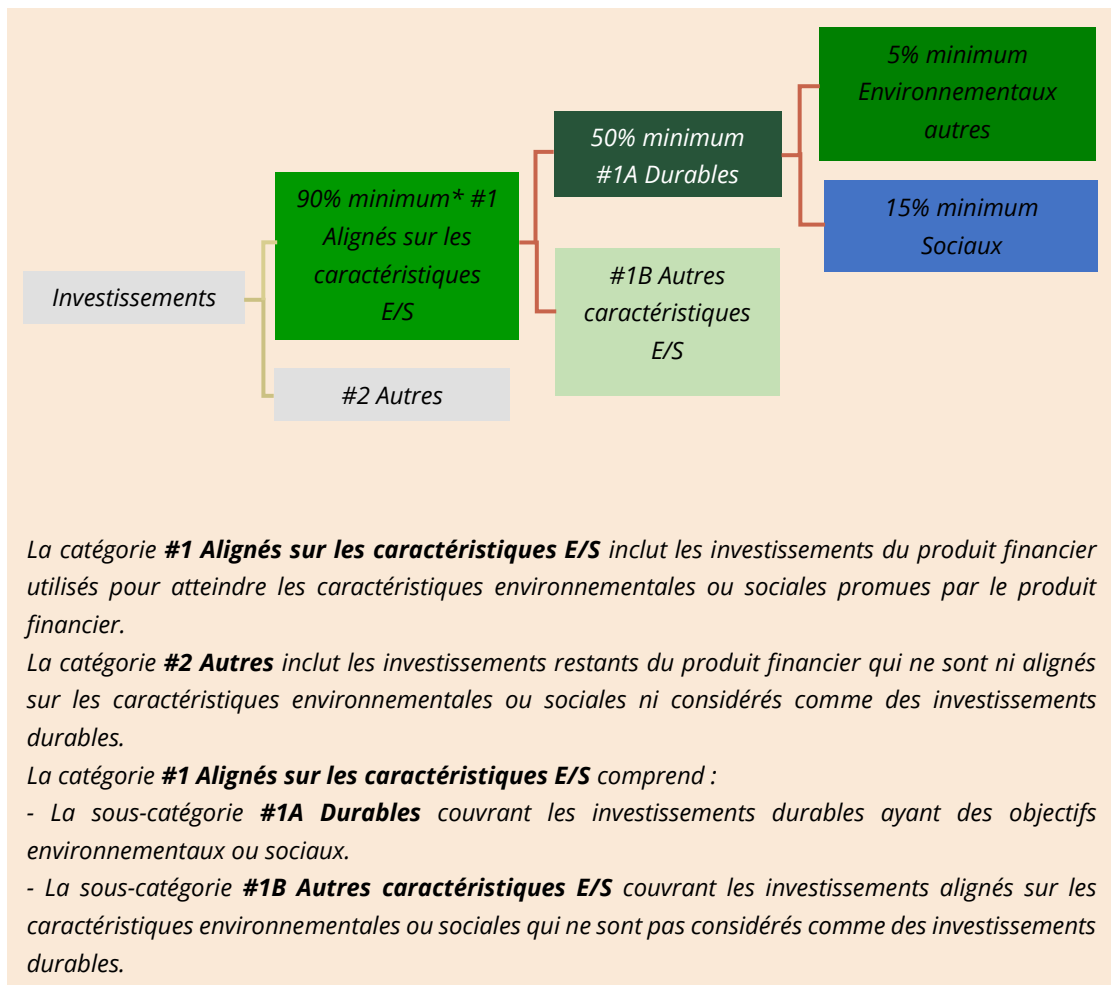 5% minimum
Environnementaux
autres
50% minimum
#1A Durables
90% minimum* #1
Alignés sur les
caractéristiques
E/S
15% minimum
Sociaux
Investissements
#1B Autres
caractéristiques
E/S
#2 Autres
La catégorie #1 Alignés sur les caractéristiques E/S inclut les investissements du produit financier
utilisés pour atteindre les caractéristiques environnementales ou sociales promues par le produit
financier.
La catégorie #2 Autres inclut les investissements restants du produit financier qui ne sont ni alignés
sur les caractéristiques environnementales ou sociales ni considérés comme des investissements
durables.
La catégorie #1 Alignés sur les caractéristiques E/S comprend :
- La sous-catégorie #1A Durables couvrant les investissements durables ayant des objectifs
environnementaux ou sociaux.
- La sous-catégorie #1B Autres caractéristiques E/S couvrant les investissements alignés sur les
caractéristiques environnementales ou sociales qui ne sont pas considérés comme des investissements
durables.